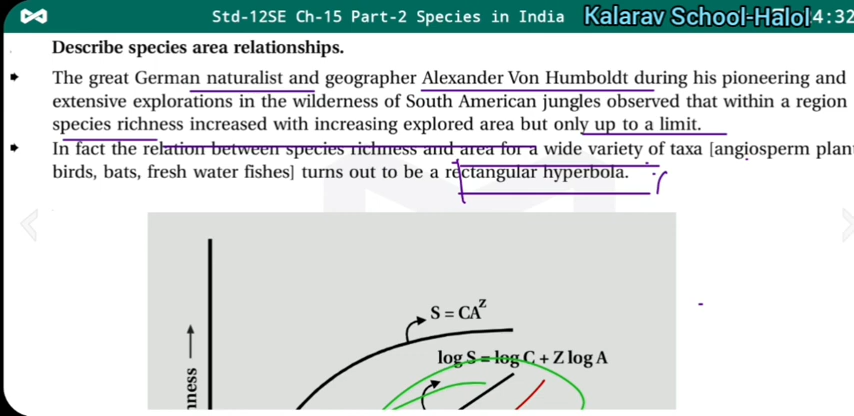 Std-12SE Ch-15 Part-2 Species in India Kalarav School-Halol 4:32
Describe species area relationships.
The great German naturalist and geographer Alexander Von Humboldt during his pioneering and
extensive explorations in the wilderness of South American jungles observed that within a region
species richness increased with increasing explored area but only up to a limit.
In fact the relation between species richness and area for a wide variety of taxa [angiosperm plan
birds, bats, fresh water fishes] turns out to be a rectangular hyperbola.
S = CA^Z
log S = log C + Z log A
nness